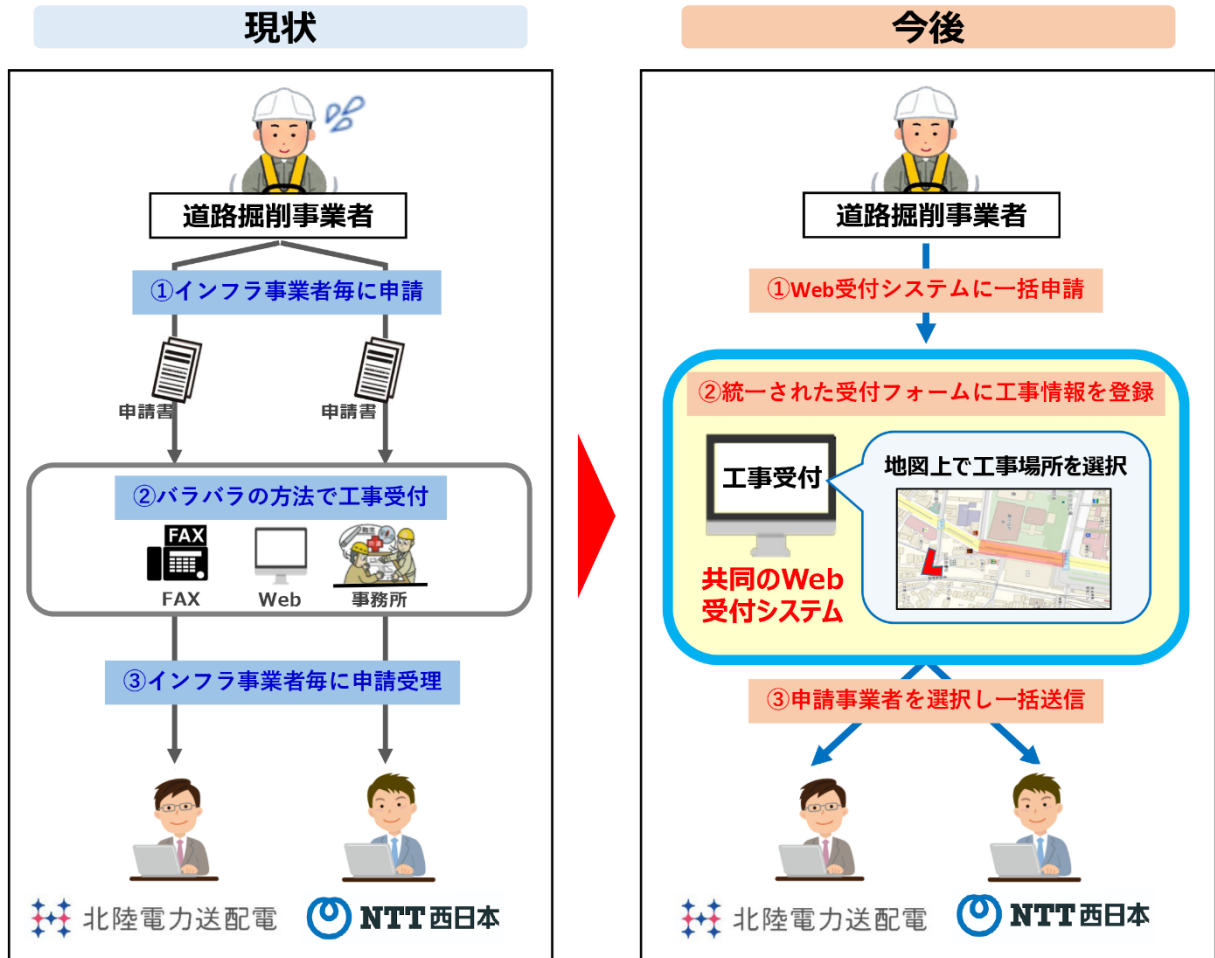 現状
道路掘削事業者
①インフラ事業者毎に申請
申請書
申請書
②バラバラの方法で工事受付
FAX
FAX
Web
事務所
③インフラ事業者毎に申請受理
北陸電力送配電
NTT西日本
今後
道路掘削事業者
①Web受付システムに一括申請
②統一された受付フォームに工事情報を登録
工事受付
地図上で工事場所を選択
共同のWeb
受付システム
③申請事業者を選択し一括送信
北陸電力送配電
NTT西日本